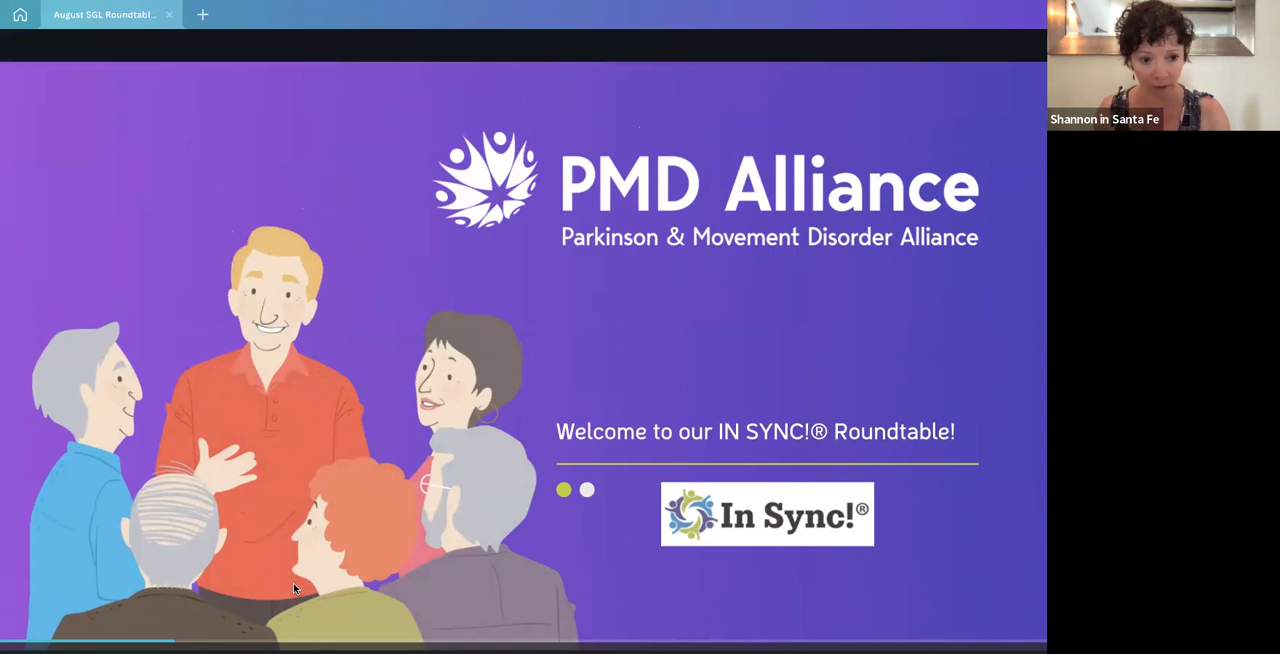 August SGL Roundtabl...
Shannon in Santa Fe
PMD Alliance
Parkinson & Movement Disorder Alliance
Welcome to our IN SYNC!® Roundtable!
In Sync!®